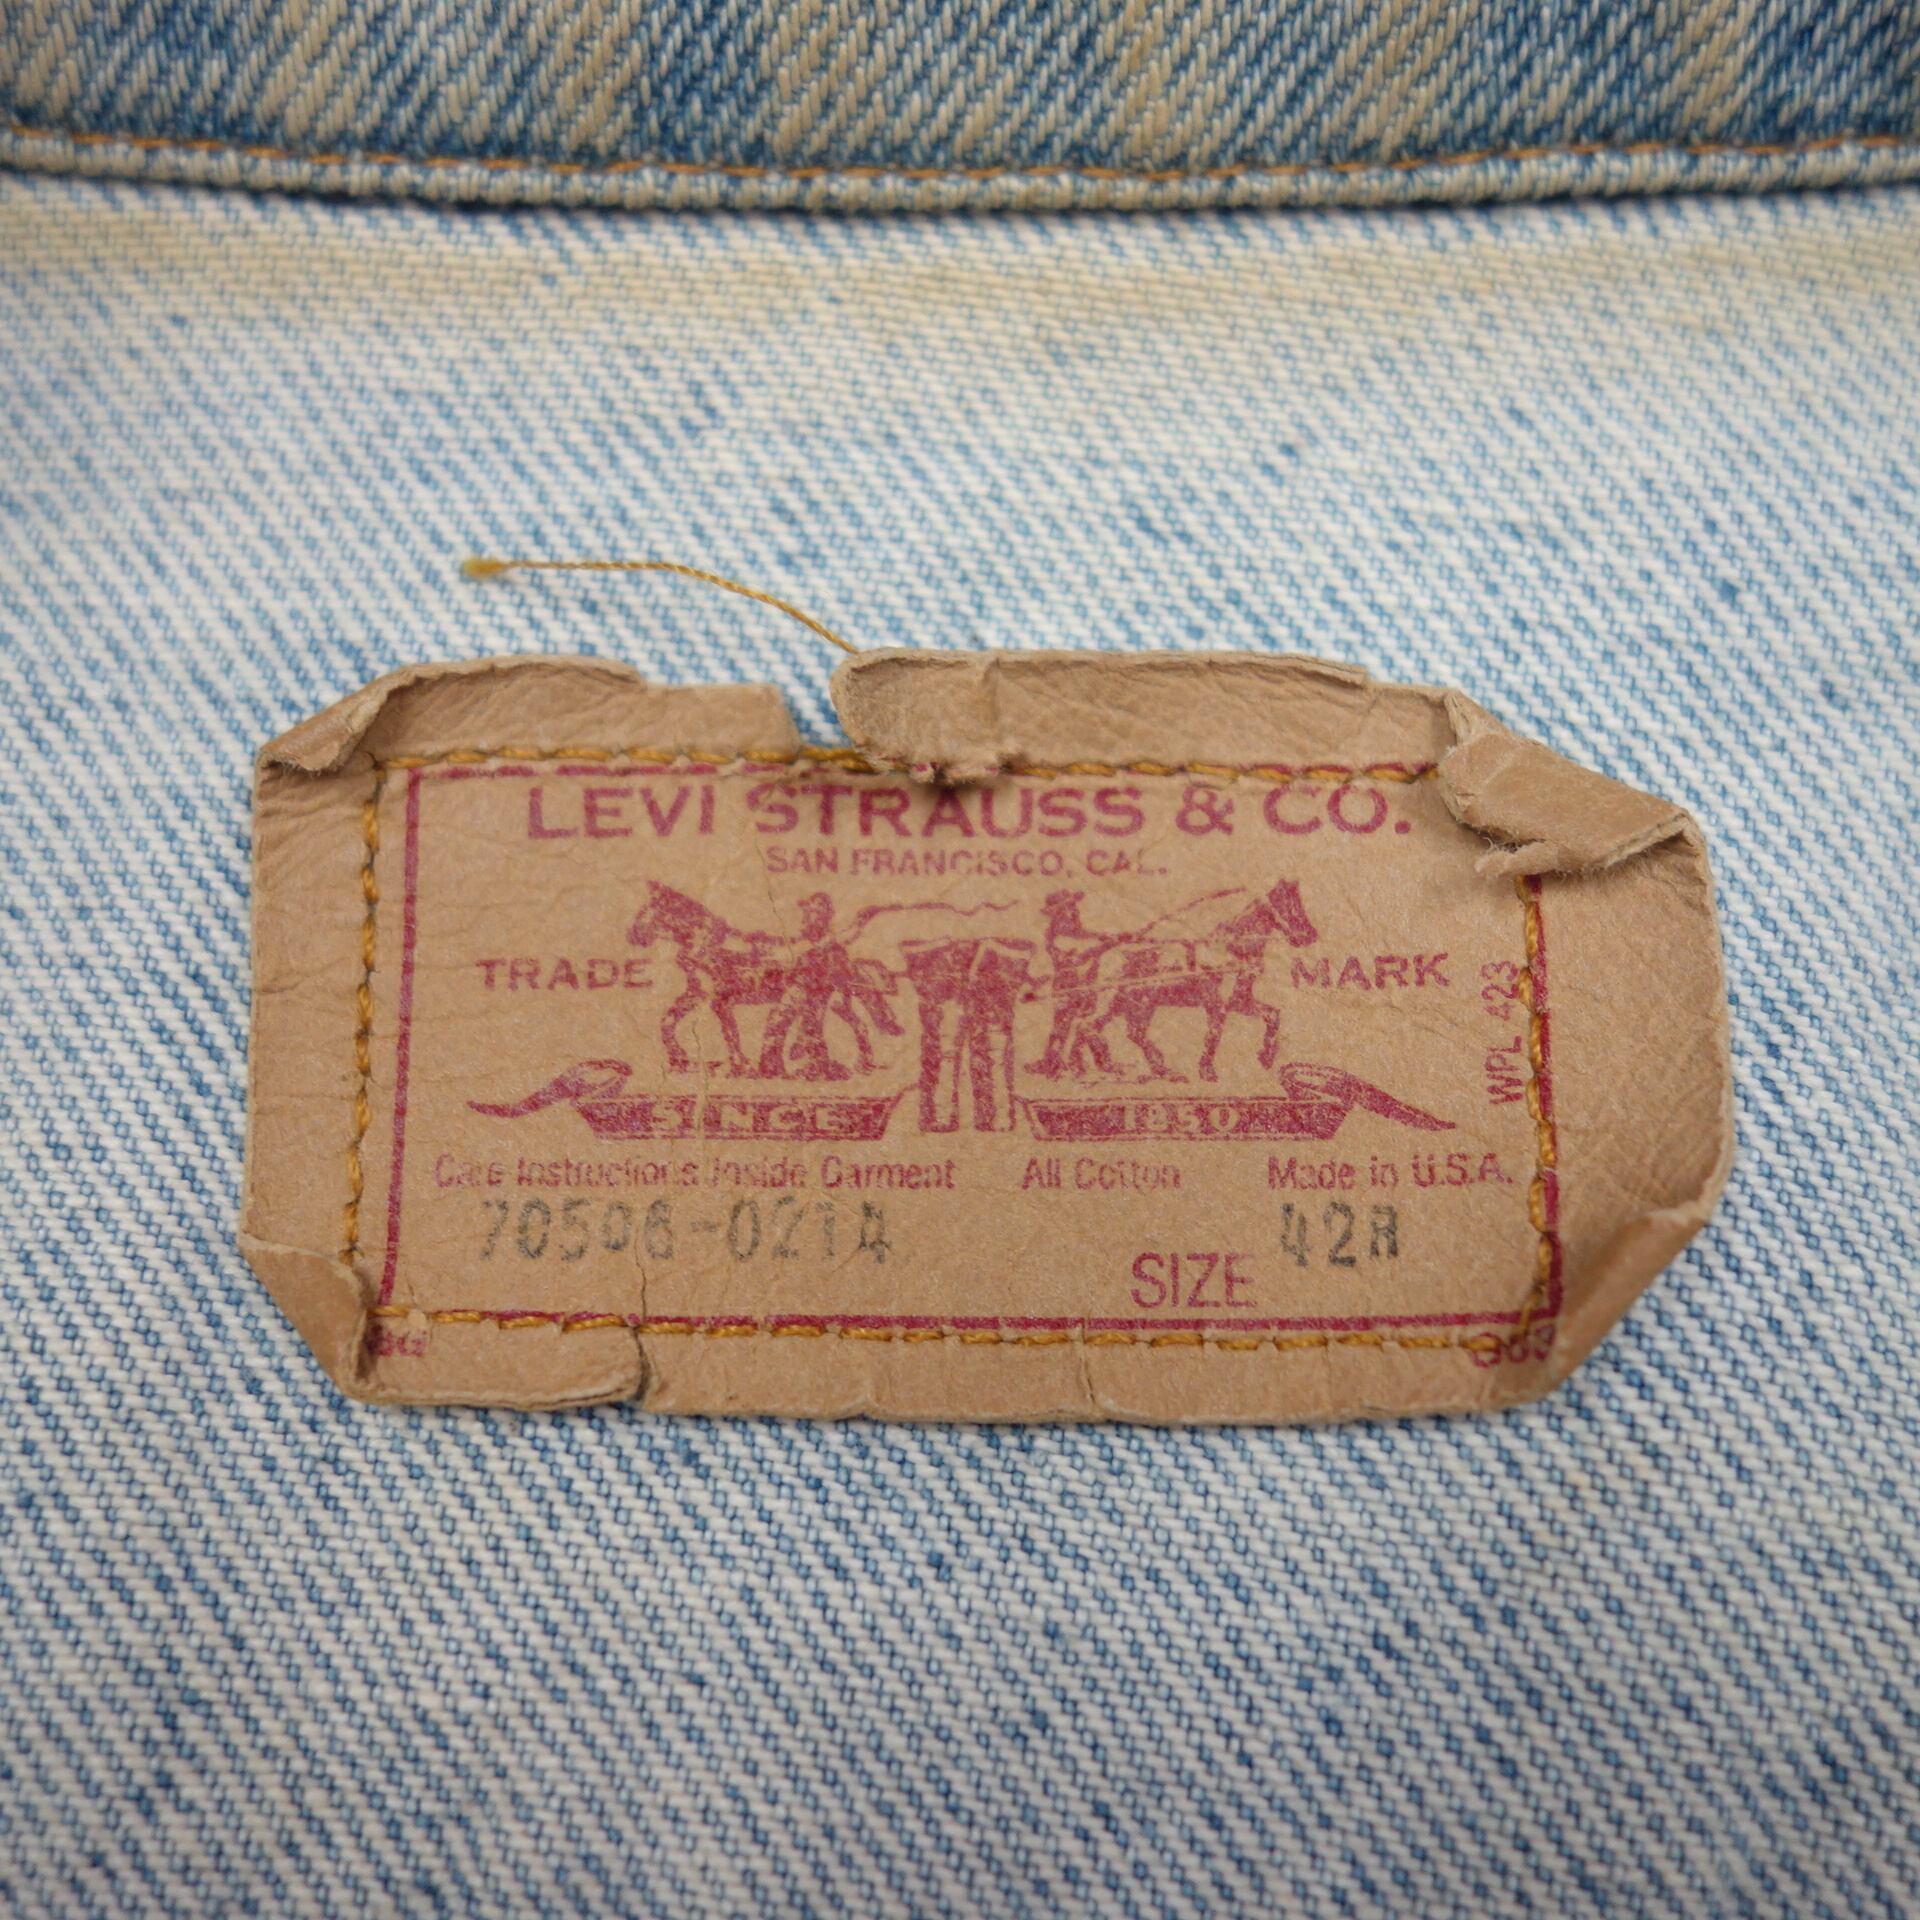 LEVI STRAUSS & CO.
SAN FRANCISCO, CAL.
TRADE MARK
WPL 423
SINCE 1850
Care Instructions Inside Garment All Cotton Made in U.S.A.
70506-0214 42R
SIZE